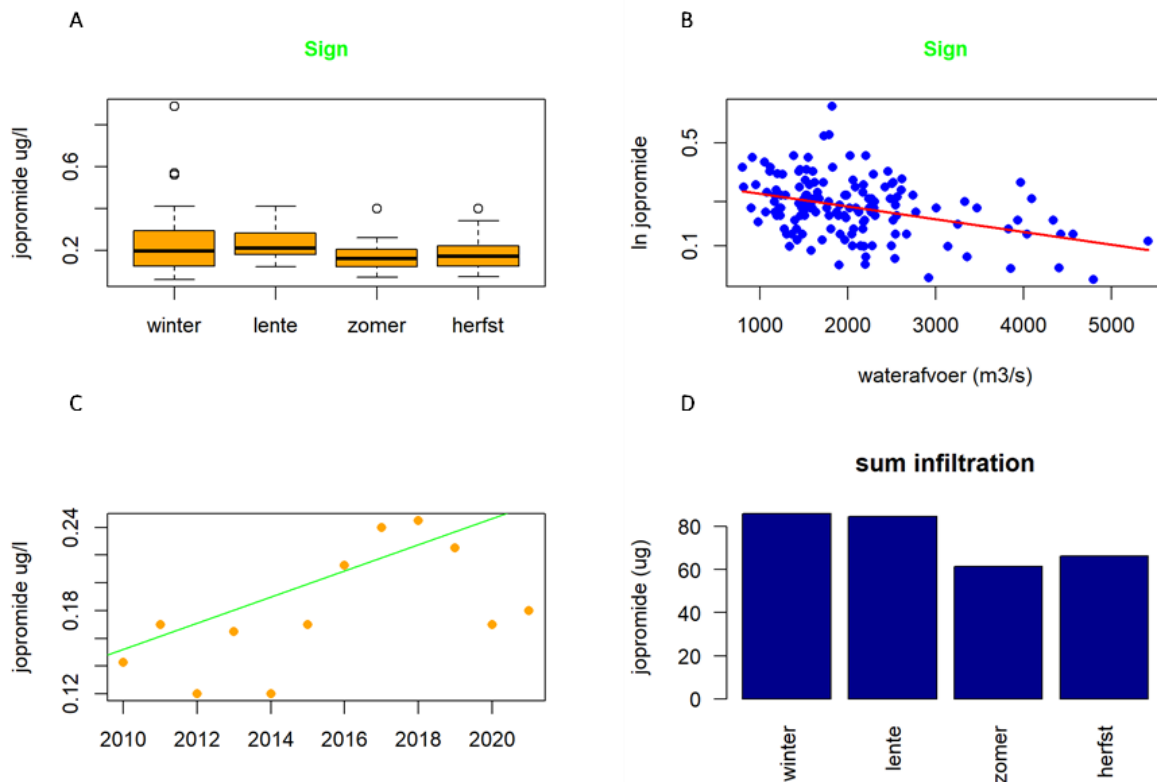 A
Sign
jopromide ug/l
0.6
0.2
winter lente zomer herfst
B
Sign
ln jopromide
0.5
0.1
1000 2000 3000 4000 5000
waterafvoer (m3/s)
C
jopromide ug/l
0.24
0.18
0.12
2010 2012 2014 2016 2018 2020
D
sum infiltration
jopromide (ug)
80
60
40
20
0
winter lente zomer herfst